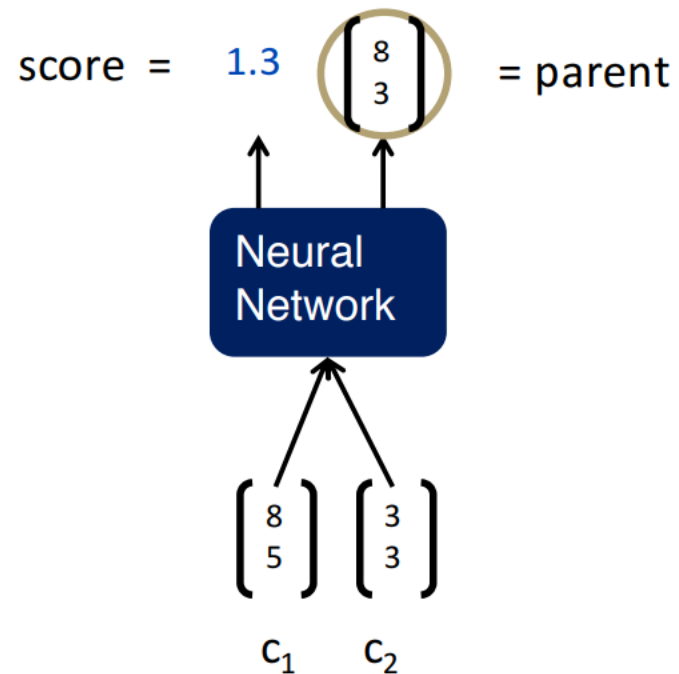 score = 1.3 [8 3] = parent
Neural
Network
8 3
5 3
c1 c2